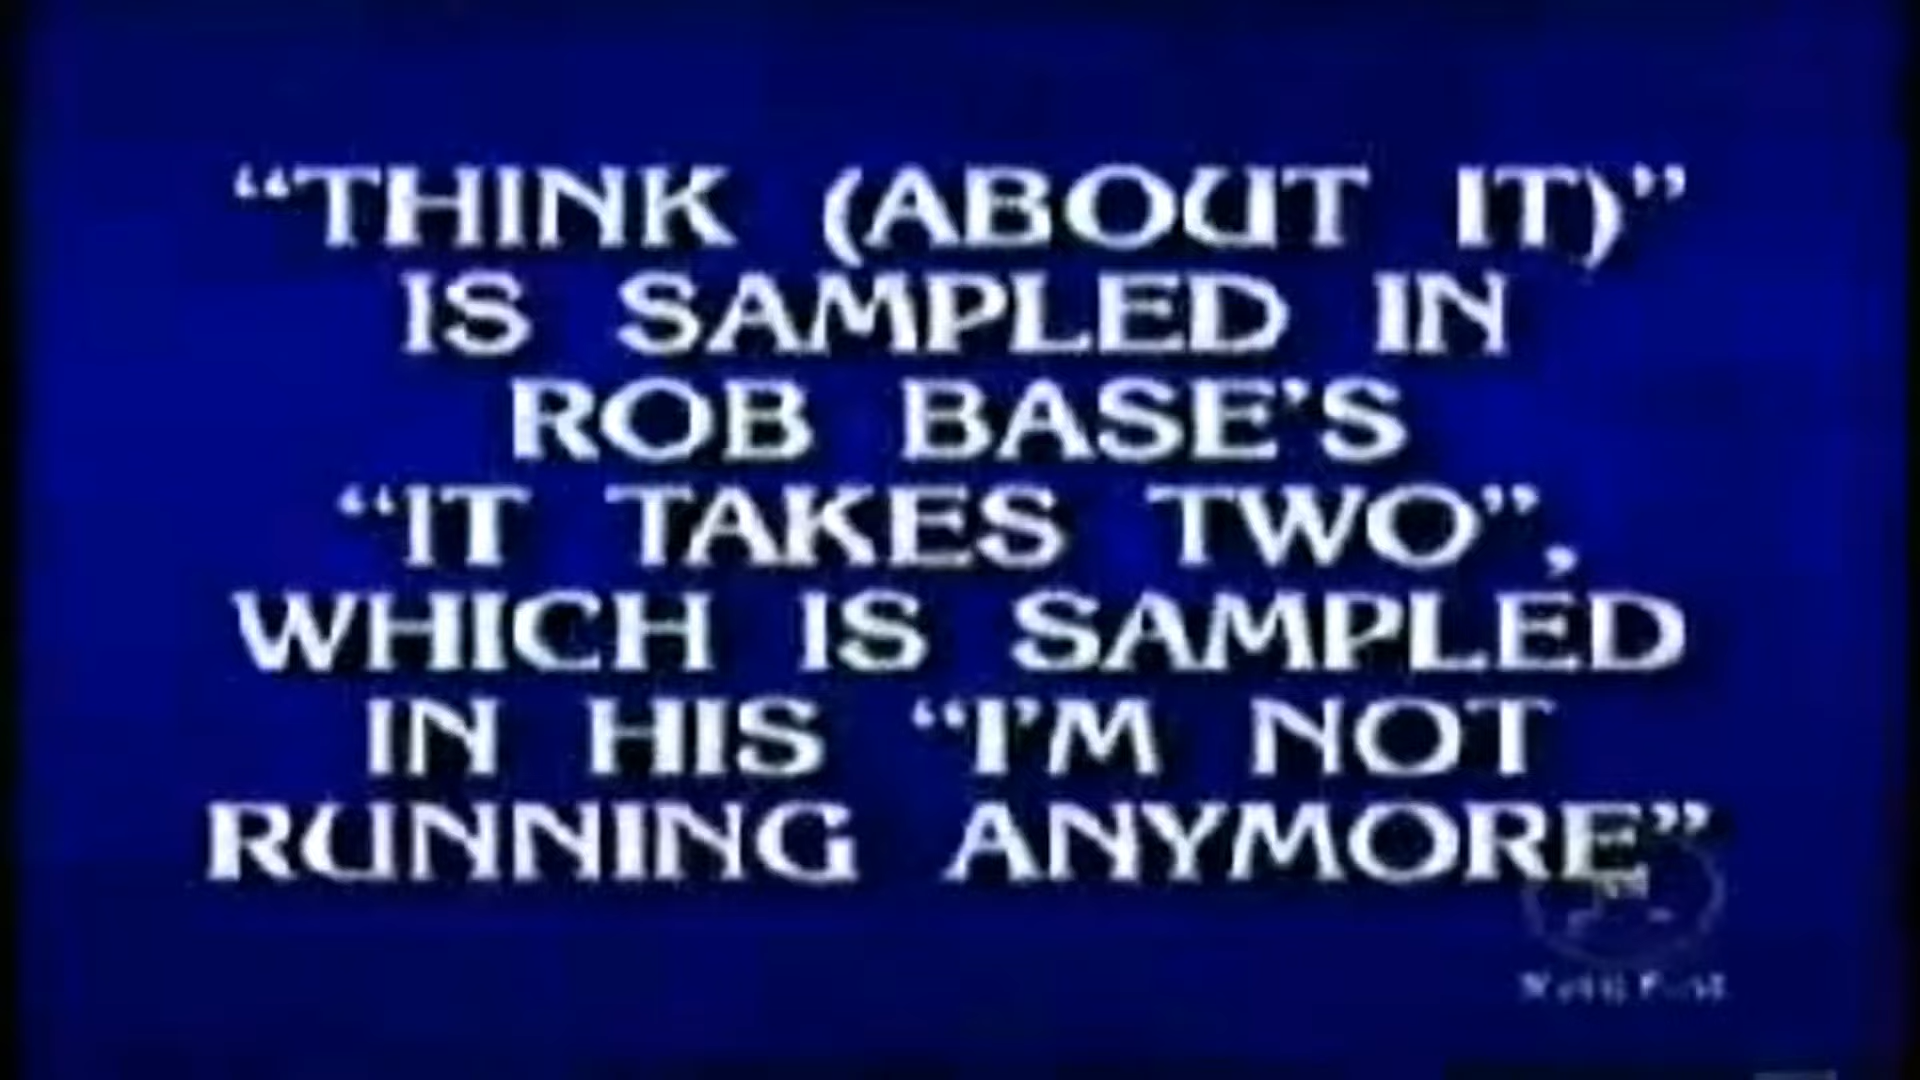 “THINK (ABOUT IT)”
IS SAMPLED IN
ROB BASE’S
“IT TAKES TWO”,
WHICH IS SAMPLED
IN HIS “I’M NOT
RUNNING ANYMORE”